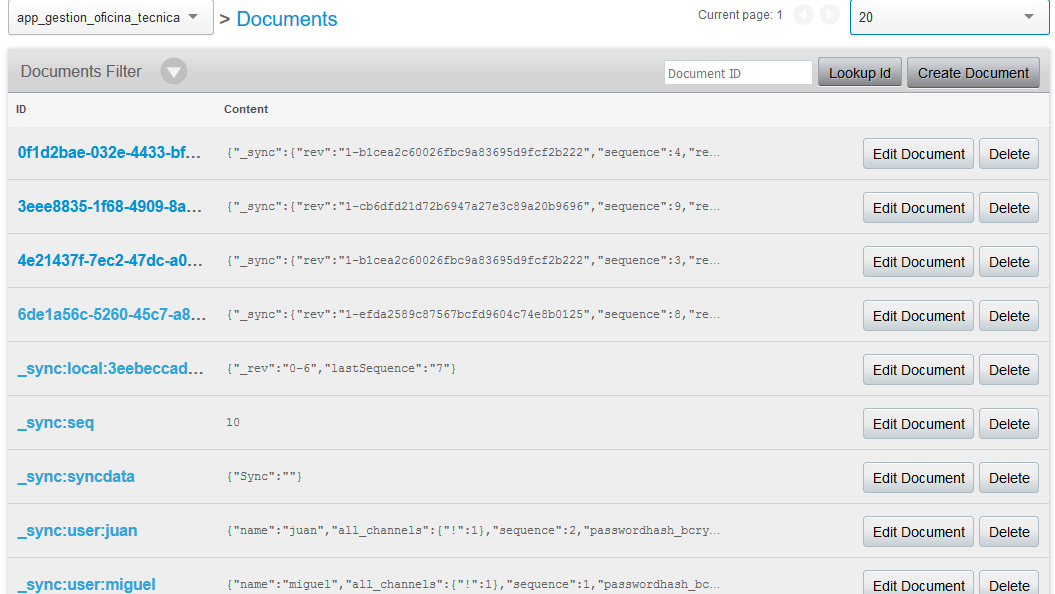 app_gestion_oficina_tecnica > Documents Current page: 1 20
Documents Filter Document ID Lookup Id Create Document
ID Content
0f1d2bae-032e-4433-bf... {"_sync":{"rev":"1-b1cea2c60026fbc9a83695d9fcf2b222","sequence":4,"re... Edit Document Delete
3eee8835-1f68-4909-8a... {"_sync":{"rev":"1-cb6dfd21d72b6947a27e3c89a20b9696","sequence":9,"re... Edit Document Delete
4e21437f-7ec2-47dc-a0... {"_sync":{"rev":"1-b1cea2c60026fbc9a83695d9fcf2b222","sequence":3,"re... Edit Document Delete
6de1a56c-5260-45c7-a8... {"_sync":{"rev":"1-efda2589c87567bcfd9604c74e8b0125","sequence":8,"re... Edit Document Delete
_sync:local:3eebeccad... {"_rev":"0-6","lastSequence":"7"} Edit Document Delete
_sync:seq 10 Edit Document Delete
_sync:syncdata {"Sync":""} Edit Document Delete
_sync:user:juan {"name":"juan","all_channels":{"!":1},"sequence":2,"passwordhash_bcry... Edit Document Delete
_sync:user:miguel {"name":"miguel","all_channels":{"!":1},"sequence":1,"passwordhash_bc... Edit Document Delete